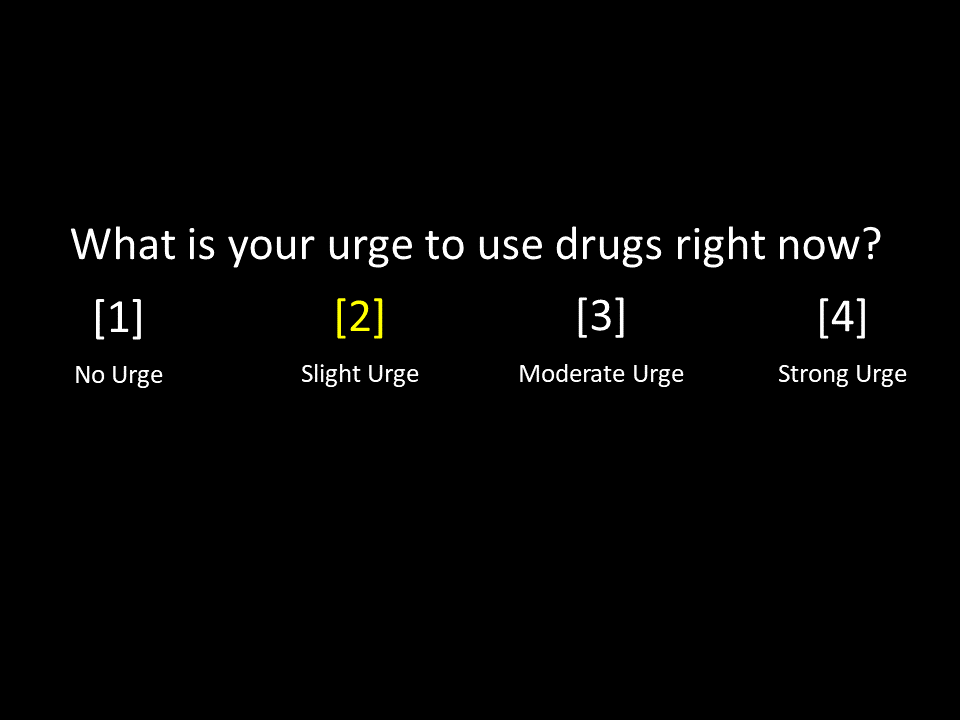 What is your urge to use drugs right now?
[1] [2] [3] [4]
No Urge Slight Urge Moderate Urge Strong Urge